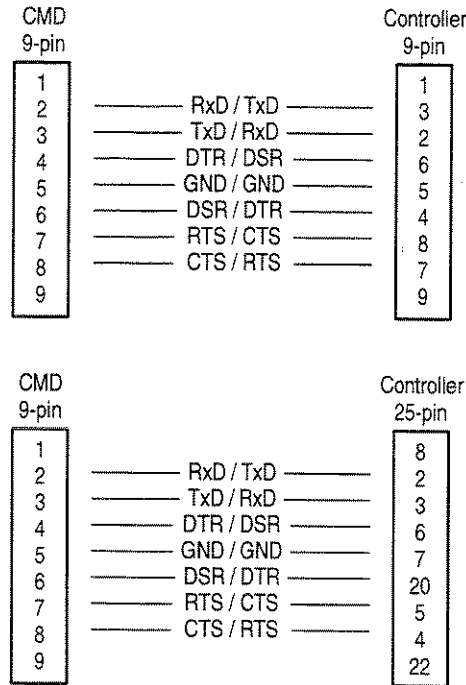 CMD Controller
9-pin 9-pin
1 1
2 RxD / TxD 3
3 TxD / RxD 2
4 DTR / DSR 6
5 GND / GND 5
6 DSR / DTR 4
7 RTS / CTS 8
8 CTS / RTS 7
9 9
CMD Controller
9-pin 25-pin
1 8
2 RxD / TxD 2
3 TxD / RxD 3
4 DTR / DSR 6
5 GND / GND 7
6 DSR / DTR 20
7 RTS / CTS 5
8 CTS / RTS 4
9 22